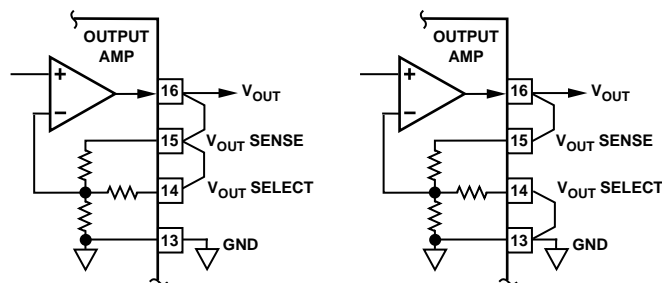 OUTPUT
AMP
+
−
16
VOUT
15
VOUT SENSE
14
VOUT SELECT
13
GND
OUTPUT
AMP
+
−
16
VOUT
15
VOUT SENSE
14
VOUT SELECT
13
GND